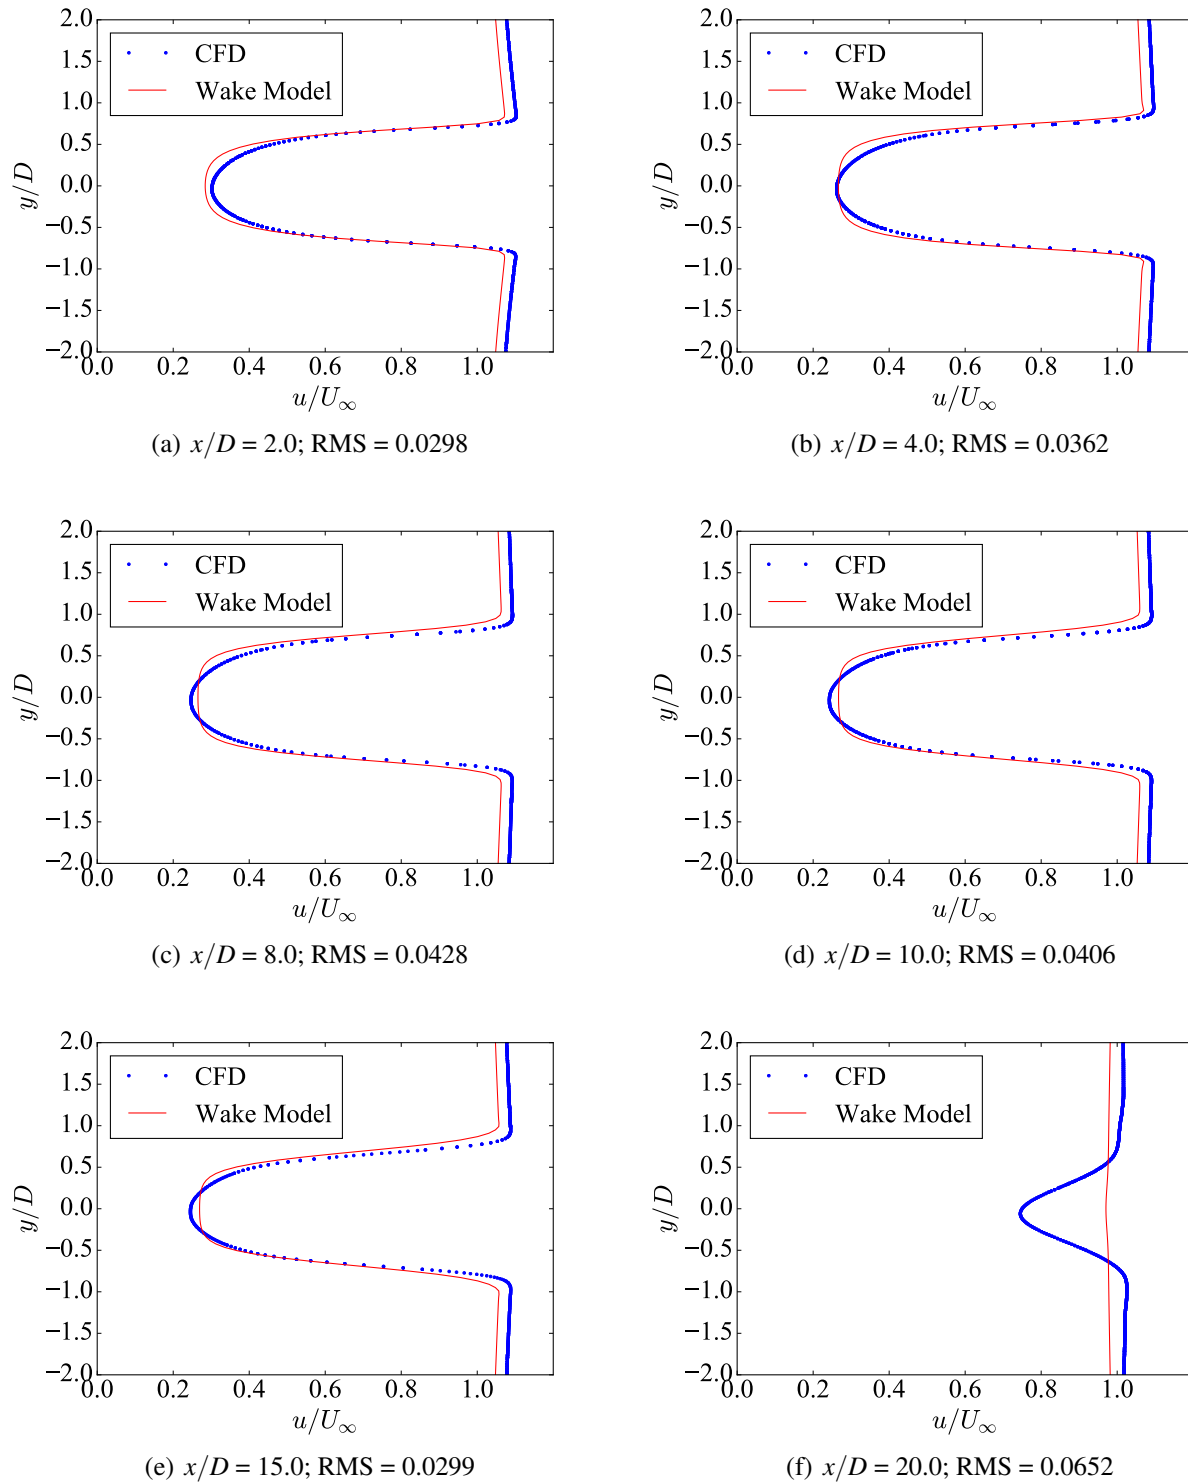 2.0
1.5
1.0
0.5
0.0
−0.5
−1.0
−1.5
−2.0
y/D
CFD
Wake Model
0.0 0.2 0.4 0.6 0.8 1.0
u/U∞
(a) x/D = 2.0; RMS = 0.0298
2.0
1.5
1.0
0.5
0.0
−0.5
−1.0
−1.5
−2.0
y/D
CFD
Wake Model
0.0 0.2 0.4 0.6 0.8 1.0
u/U∞
(b) x/D = 4.0; RMS = 0.0362
2.0
1.5
1.0
0.5
0.0
−0.5
−1.0
−1.5
−2.0
y/D
CFD
Wake Model
0.0 0.2 0.4 0.6 0.8 1.0
u/U∞
(c) x/D = 8.0; RMS = 0.0428
2.0
1.5
1.0
0.5
0.0
−0.5
−1.0
−1.5
−2.0
y/D
CFD
Wake Model
0.0 0.2 0.4 0.6 0.8 1.0
u/U∞
(d) x/D = 10.0; RMS = 0.0406
2.0
1.5
1.0
0.5
0.0
−0.5
−1.0
−1.5
−2.0
y/D
CFD
Wake Model
0.0 0.2 0.4 0.6 0.8 1.0
u/U∞
(e) x/D = 15.0; RMS = 0.0299
2.0
1.5
1.0
0.5
0.0
−0.5
−1.0
−1.5
−2.0
y/D
CFD
Wake Model
0.0 0.2 0.4 0.6 0.8 1.0
u/U∞
(f) x/D = 20.0; RMS = 0.0652